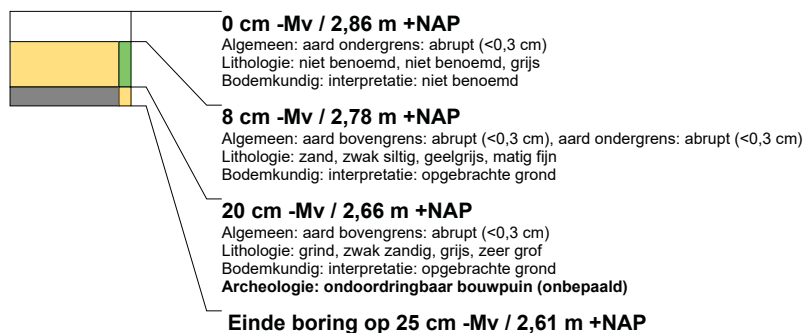 0 cm -Mv / 2,86 m +NAP
Algemeen: aard ondergrens: abrupt (<0,3 cm)
Lithologie: niet benoemd, niet benoemd, grijs
Bodemkundig: interpretatie: niet benoemd
8 cm -Mv / 2,78 m +NAP
Algemeen: aard bovengrens: abrupt (<0,3 cm), aard ondergrens: abrupt (<0,3 cm)
Lithologie: zand, zwak siltig, geelgrijs, matig fijn
Bodemkundig: interpretatie: opgebrachte grond
20 cm -Mv / 2,66 m +NAP
Algemeen: aard bovengrens: abrupt (<0,3 cm)
Lithologie: grind, zwak zandig, grijs, zeer grof
Bodemkundig: interpretatie: opgebrachte grond
Archeologie: ondoordringbaar bouwpuin (onbepaald)
Einde boring op 25 cm -Mv / 2,61 m +NAP